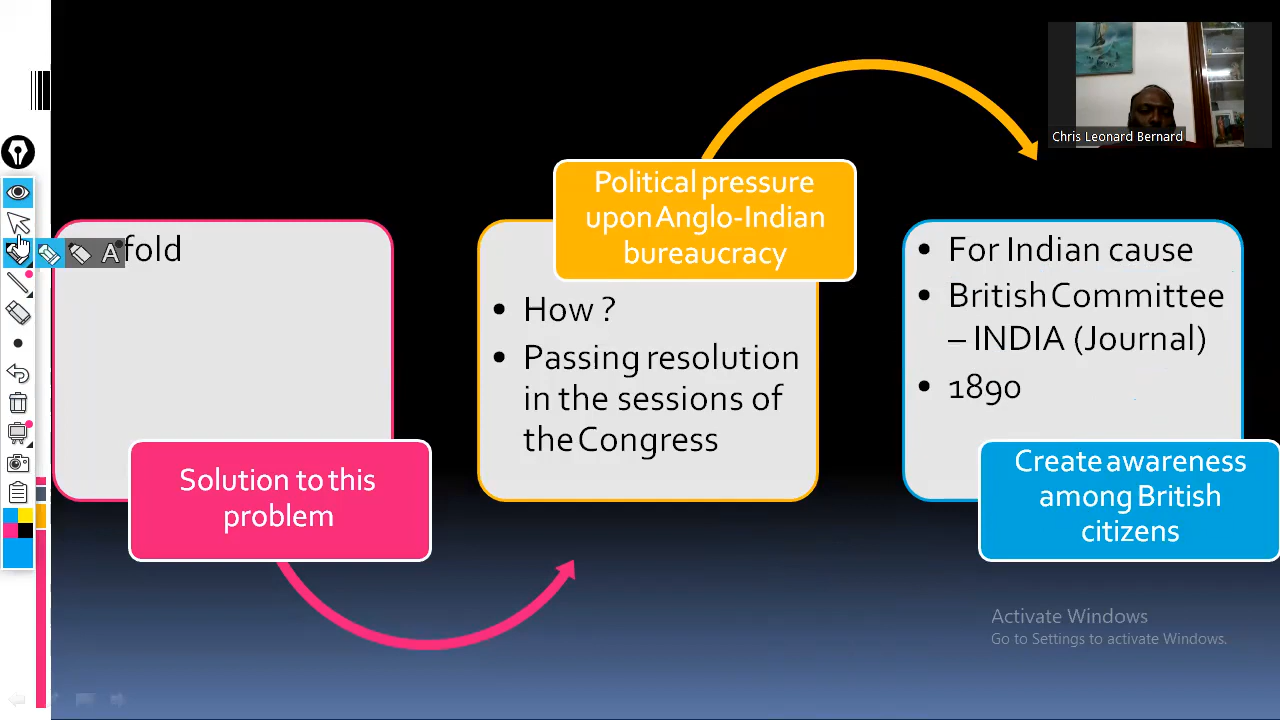 Chris Leonard Bernard
A
fold
Solution to this
problem
Political pressure
upon Anglo-Indian
bureaucracy
• How ?
• Passing resolution
in the sessions of
the Congress
• For Indian cause
• British Committee
– INDIA (Journal)
• 1890
Create awareness
among British
citizens
Activate Windows
Go to Settings to activate Windows.